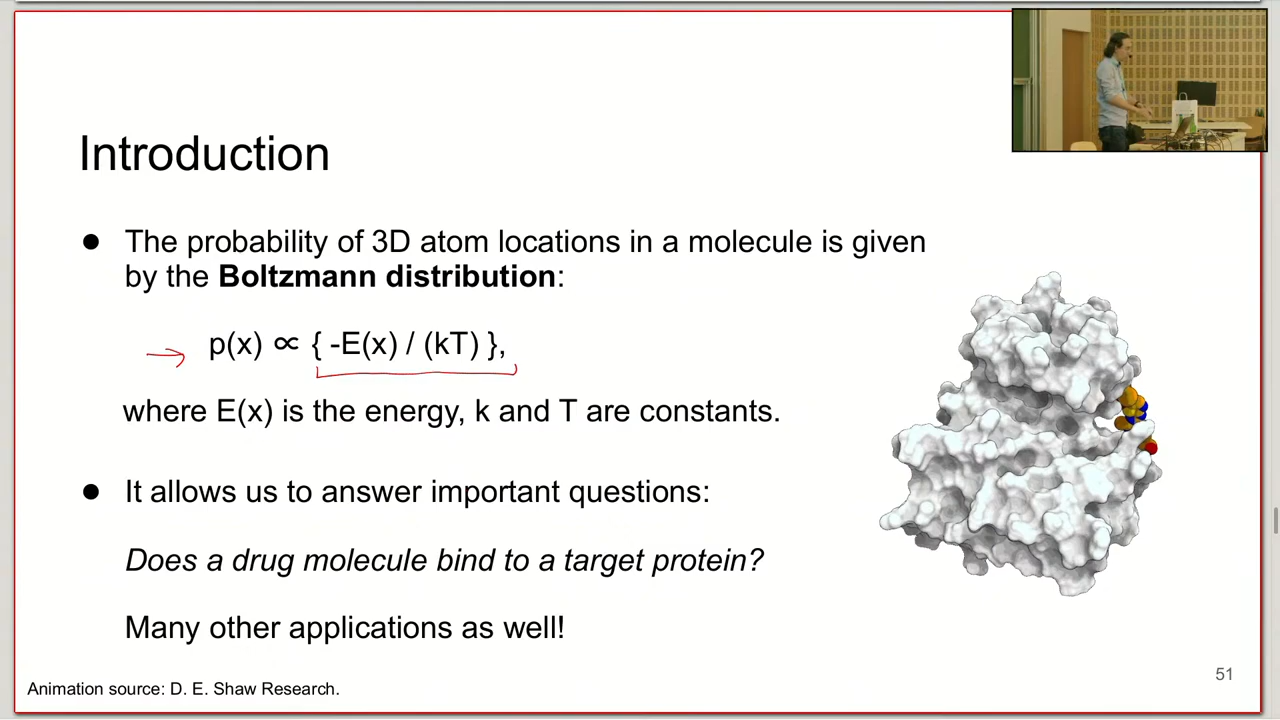 Introduction
● The probability of 3D atom locations in a molecule is given
by the Boltzmann distribution:
p(x) ∝ { -E(x) / (kT) },
where E(x) is the energy, k and T are constants.
● It allows us to answer important questions:
Does a drug molecule bind to a target protein?
Many other applications as well!
51
Animation source: D. E. Shaw Research.